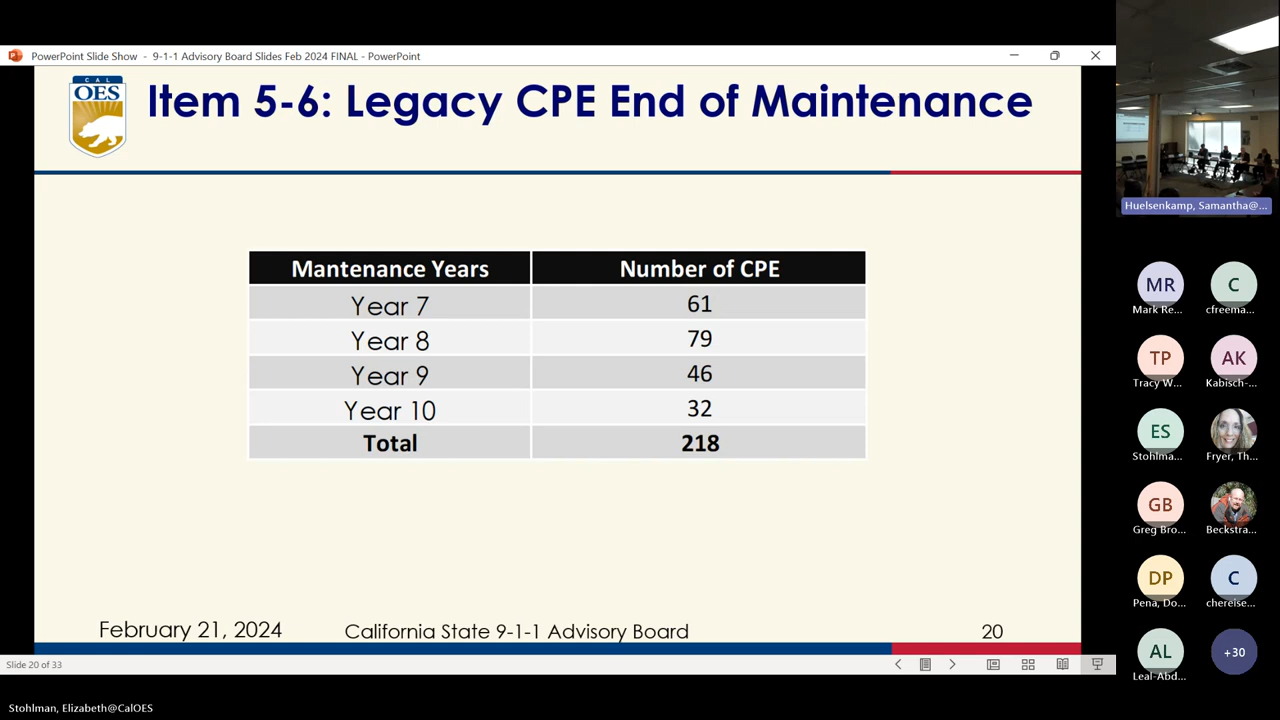 PowerPoint Slide Show - 9-1-1 Advisory Board Slides Feb 2024 FINAL - PowerPoint
CAL
OES
Item 5-6: Legacy CPE End of Maintenance
Mantenance Years Number of CPE
Year 7 61
Year 8 79
Year 9 46
Year 10 32
Total 218
February 21, 2024 California State 9-1-1 Advisory Board 20
Slide 20 of 33
Stohlman, Elizabeth@CalOES
Huelsenkamp, Samantha@...
MR C
Mark Re... cfreema...
TP AK
Tracy W... Kabisch-...
ES
Stohlma... Fryer, Th...
GB
Greg Bro... Beckstra...
DP C
Pena, Do... chereise...
AL +30
Leal-Abd...